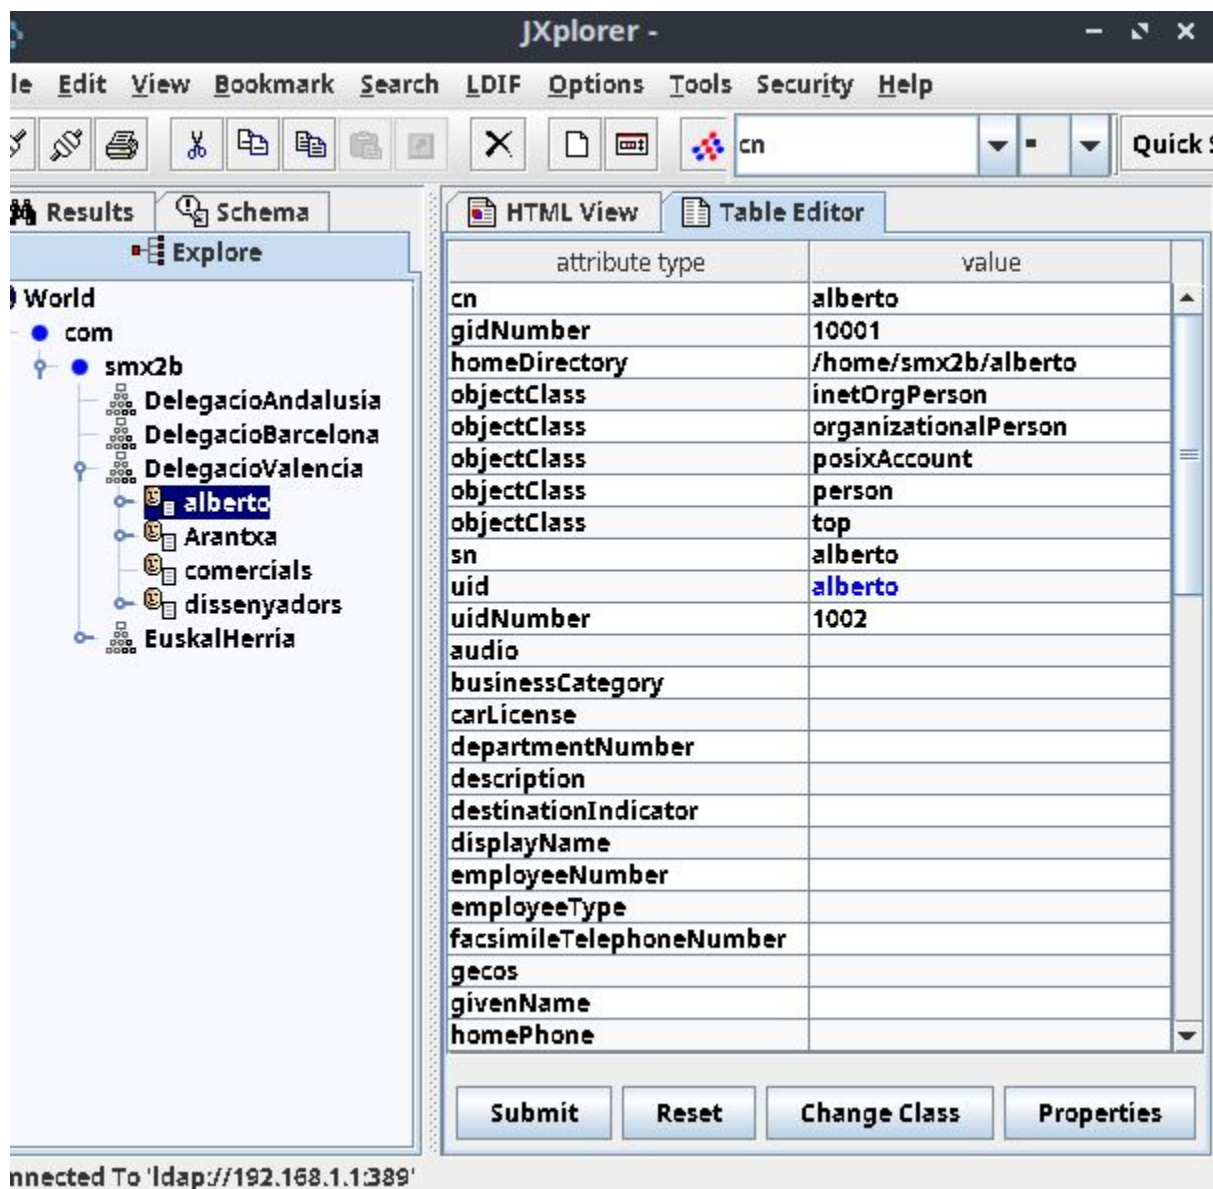 JXplorer -
le Edit View Bookmark Search LDIF Options Tools Security Help
cn = Quick
Results Schema
Explore
World
com
smx2b
DelegacioAndalusia
DelegacioBarcelona
DelegacioValencia
alberto
Arantxa
comercials
dissenyadors
EuskalHerria
HTML View Table Editor
attribute type value
cn alberto
gidNumber 10001
homeDirectory /home/smx2b/alberto
objectClass inetOrgPerson
objectClass organizationalPerson
objectClass posixAccount
objectClass person
objectClass top
sn alberto
uid alberto
uidNumber 1002
audio
businessCategory
carLicense
departmentNumber
description
destinationIndicator
displayName
employeeNumber
employeeType
facsimileTelephoneNumber
gecos
givenName
homePhone
Submit Reset Change Class Properties
nnected To 'ldap://192.168.1.1:389'